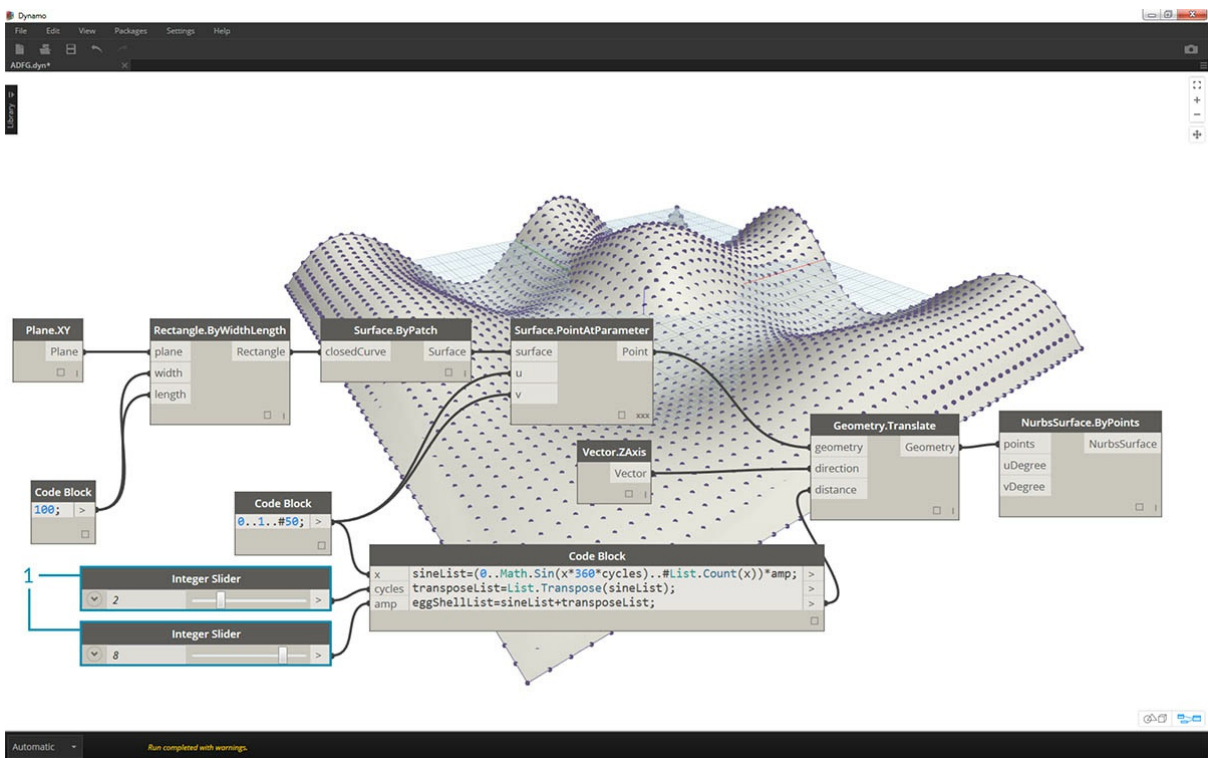 Dynamo
File Edit View Packages Settings Help
ADFG.dyn*
Library
Plane.XY
Plane
Rectangle.ByWidthLength
plane Rectangle
width
length
Surface.ByPatch
closedCurve Surface
Surface.PointAtParameter
surface Point
u
v
xxx
Vector.ZAxis
Vector
Geometry.Translate
geometry Geometry
direction
distance
NurbsSurface.ByPoints
points NurbsSurface
uDegree
vDegree
Code Block
100; >
Code Block
0..1..#50; >
1
Integer Slider
2 >
Integer Slider
8 >
Code Block
x sineList=(0..Math.Sin(x*360*cycles)..#List.Count(x))*amp; >
cycles transposeList=List.Transpose(sineList); >
amp eggShellList=sineList+transposeList; >
Automatic
Run completed with warnings.